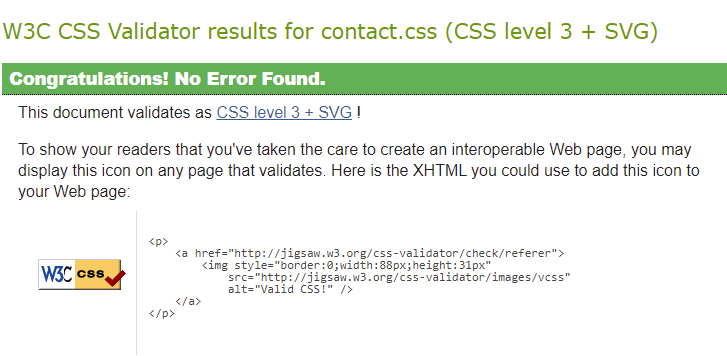 W3C CSS Validator results for contact.css (CSS level 3 + SVG)
Congratulations! No Error Found.
This document validates as CSS level 3 + SVG !
To show your readers that you've taken the care to create an interoperable Web page, you may
display this icon on any page that validates. Here is the XHTML you could use to add this icon to
your Web page:
W3C css
<p>
    <a href="http://jigsaw.w3.org/css-validator/check/referer">
        <img style="border:0;width:88px;height:31px"
            src="http://jigsaw.w3.org/css-validator/images/vcss"
            alt="Valid CSS!" />
    </a>
</p>